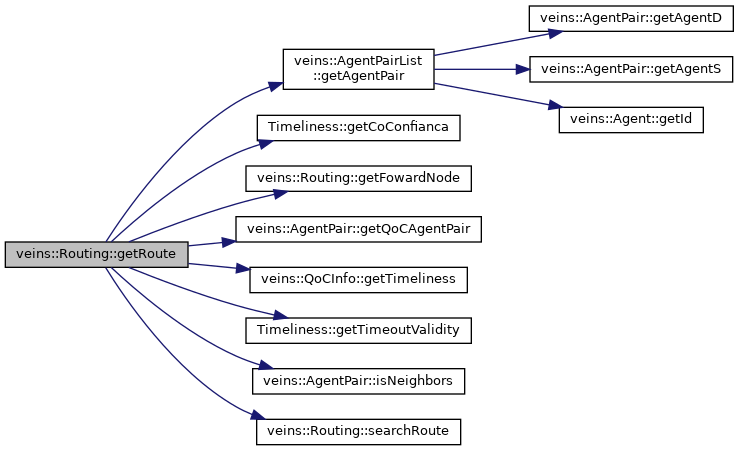 veins::AgentPair::getAgentD
veins::AgentPairList
::getAgentPair
veins::AgentPair::getAgentS
veins::Agent::getId
Timeliness::getCoConfianca
veins::Routing::getFowardNode
veins::AgentPair::getQoCAgentPair
veins::Routing::getRoute
veins::QoCInfo::getTimeliness
Timeliness::getTimeoutValidity
veins::AgentPair::isNeighbors
veins::Routing::searchRoute